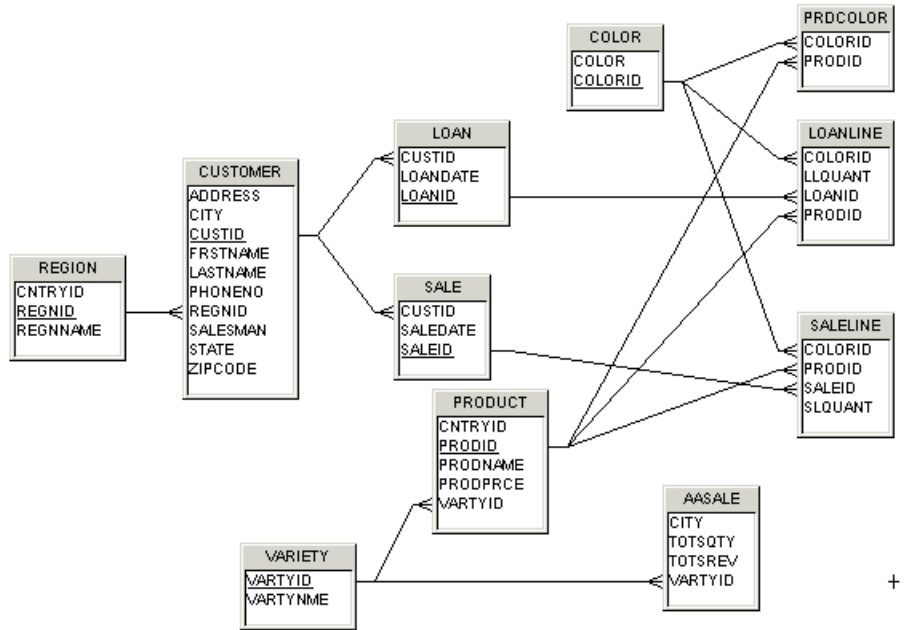 REGION
CNTRYID
REGNID
REGNNAME
CUSTOMER
ADDRESS
CITY
CUSTID
FRSTNAME
LASTNAME
PHONENO
REGNID
SALESMAN
STATE
ZIPCODE
LOAN
CUSTID
LOANDATE
LOANID
SALE
CUSTID
SALEDATE
SALEID
COLOR
COLOR
COLORID
PRDCOLOR
COLORID
PRODID
LOANLINE
COLORID
LLQUANT
LOANID
PRODID
SALELINE
COLORID
PRODID
SALEID
SLQUANT
PRODUCT
CNTRYID
PRODID
PRODNAME
PRODPRCE
VARTYID
VARIETY
VARTYID
VARTYNME
AASALE
CITY
TOTSQTY
TOTSREV
VARTYID